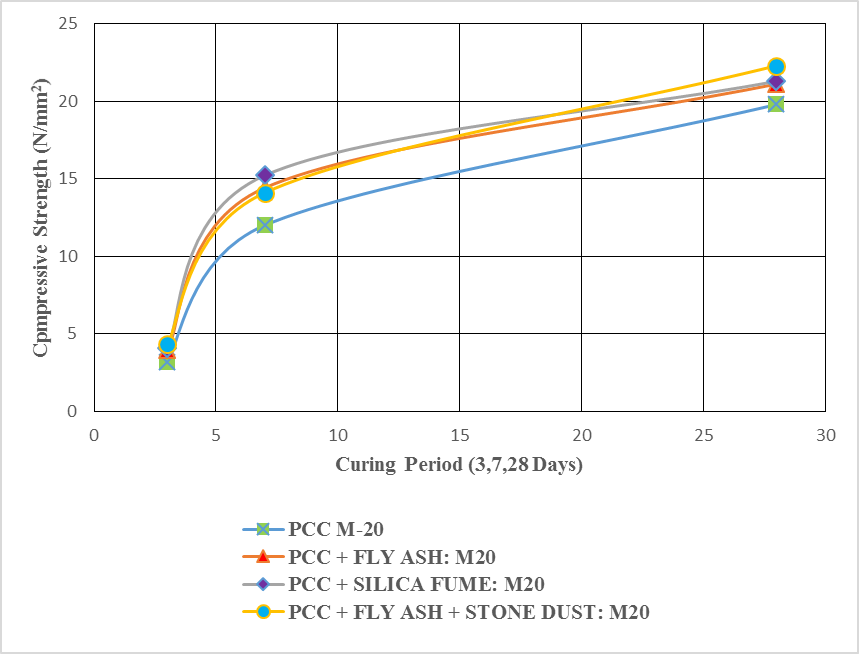 25
20
15
10
5
0
0 5 10 15 20 25 30
Cpmpressive Strength (N/mm²)
Curing Period (3,7,28 Days)
PCC M-20
PCC + FLY ASH: M20
PCC + SILICA FUME: M20
PCC + FLY ASH + STONE DUST: M20